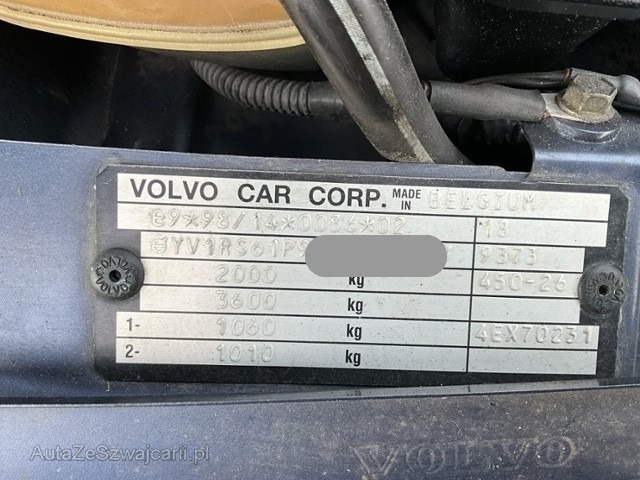 VOLVO CAR CORP. MADE IN BELGIUM
e9*98/14*0036*02 18
YV1RS61P 9373
2000 kg 450-26
3600
1- 1060 kg 4EX70231
2- 1010 kg
VOLVO
AutaZeSzwajcarii.pl